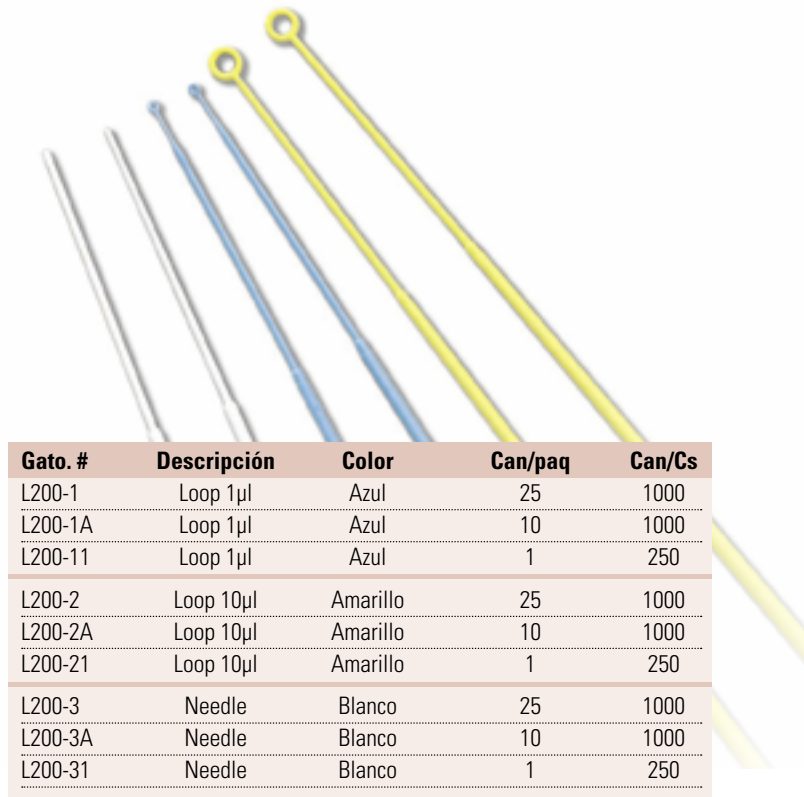 Gato. # Descripción Color Can/paq Can/Cs
L200-1 Loop 1µl Azul 25 1000
L200-1A Loop 1µl Azul 10 1000
L200-11 Loop 1µl Azul 1 250
L200-2 Loop 10µl Amarillo 25 1000
L200-2A Loop 10µl Amarillo 10 1000
L200-21 Loop 10µl Amarillo 1 250
L200-3 Needle Blanco 25 1000
L200-3A Needle Blanco 10 1000
L200-31 Needle Blanco 1 250